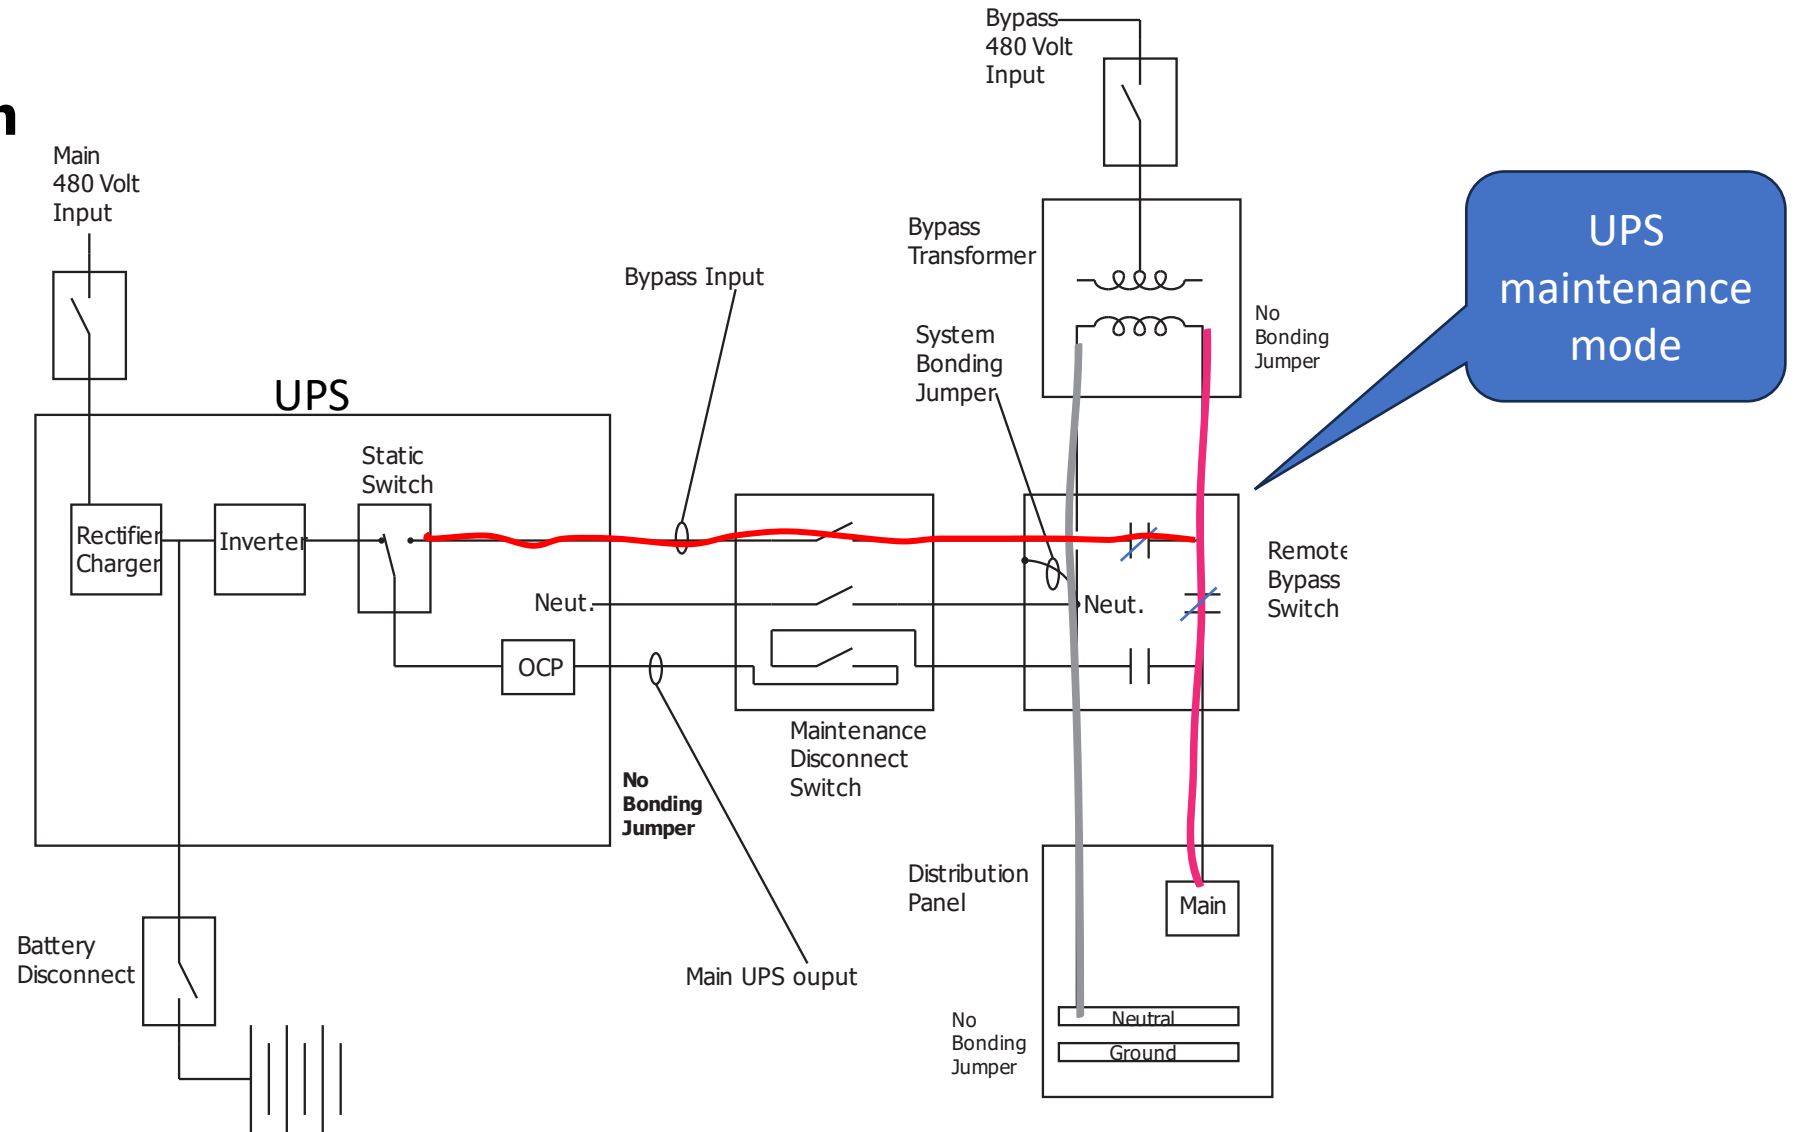 n
Main
480 Volt
Input
Bypass
480 Volt
Input
UPS
maintenance
mode
Bypass
Transformer
No
Bonding
Jumper
Bypass Input
System
Bonding
Jumper
UPS
Static
Switch
Rectifier
Charger
Inverter
Neut.
Neut.
Remote
Bypass
Switch
OCP
Maintenance
Disconnect
Switch
No
Bonding
Jumper
Main UPS ouput
Distribution
Panel
Main
Battery
Disconnect
No
Bonding
Jumper
Neutral
Ground